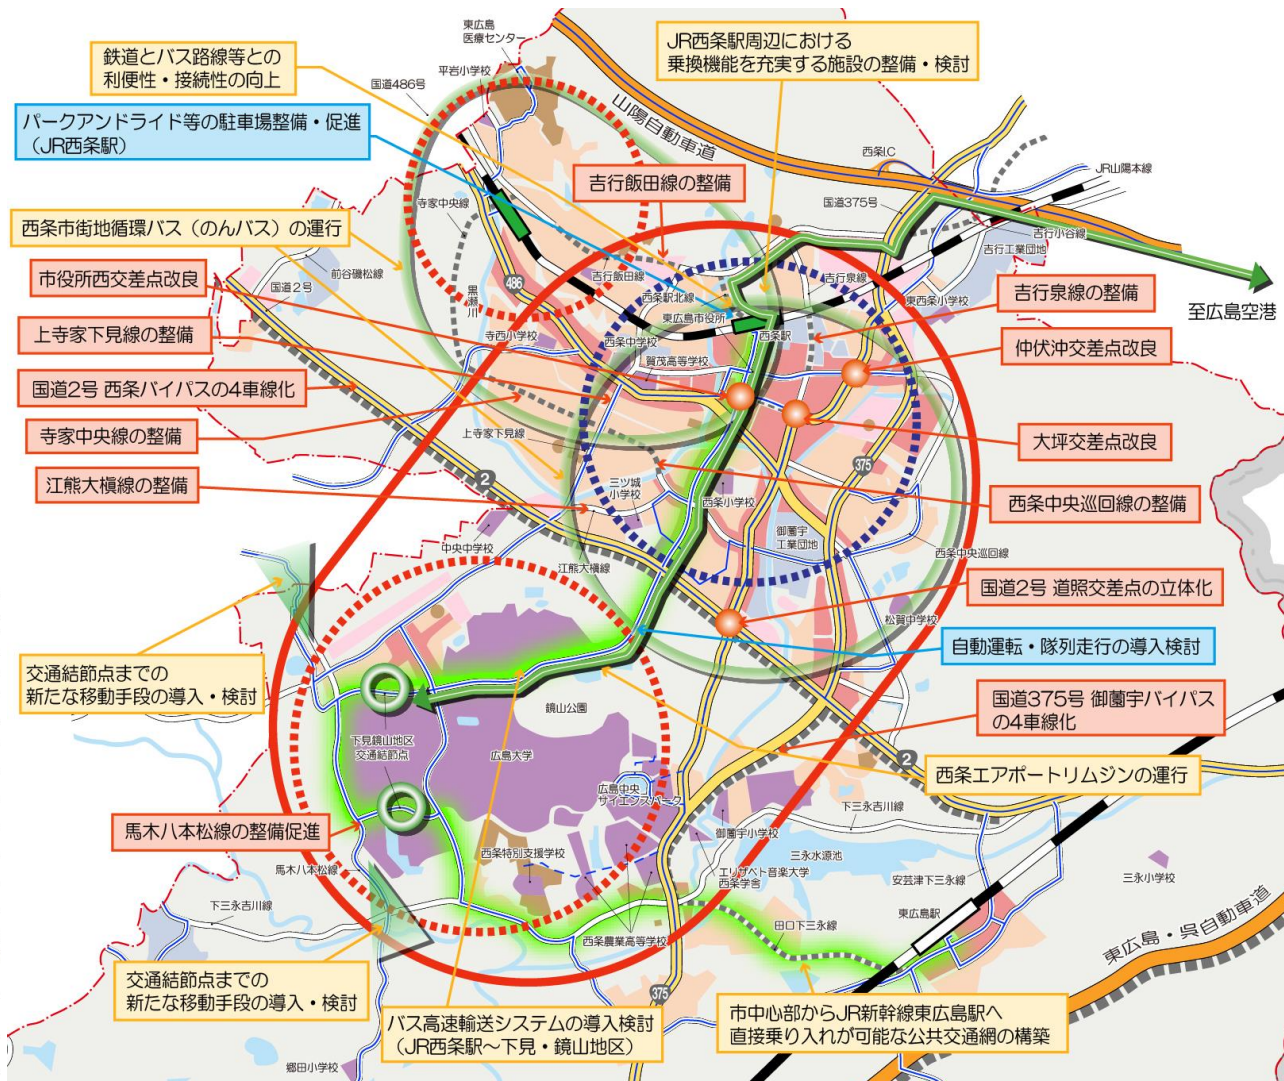 東広島
医療センター
平岩小学校
国道486号
鉄道とバス路線等との
利便性・接続性の向上
JR西条駅周辺における
乗換機能を充実する施設の整備・検討
パークアンドライド等の駐車場整備・促進
（JR西条駅）
山陽自動車道
西条IC
JR山陽本線
吉行飯田線の整備
国道375号
寺家中央線
吉行小谷線
吉行工業団地
西条市街地循環バス（のんバス）の運行
前谷磯松線
国道2号
市役所西交差点改良
黒瀬川
486
吉行飯田線
吉行泉線
西条駅北線
東西条小学校
吉行泉線の整備
至広島空港
東広島市役所
西条駅
上寺家下見線の整備
寺西小学校
西条中学校
賀茂高等学校
仲伏沖交差点改良
国道2号 西条バイパスの4車線化
寺家中央線の整備
上寺家下見線
大坪交差点改良
375
2
江熊大槇線の整備
三ツ城
小学校
西条小学校
西条中央巡回線の整備
御薗宇
工業団地
中央中学校
江熊大槇線
西条中央巡回線
国道2号 道照交差点の立体化
松賀中学校
自動運転・隊列走行の導入検討
交通結節点までの
新たな移動手段の導入・検討
国道375号 御薗宇バイパス
の4車線化
鏡山公園
下見鏡山地区
交通結節点
広島大学
2
西条エアポートリムジンの運行
広島中央
サイエンスパーク
下三永吉川線
馬木八本松線の整備促進
御薗宇小学校
西条特別支援学校
三永水源池
馬木八本松線
エリザベト音楽大学
西条学舎
安芸津下三永線
三永小学校
下三永吉川線
東広島駅
田口下三永線
西条農業高等学校
東広島・呉自動車道
交通結節点までの
新たな移動手段の導入・検討
375
バス高速輸送システムの導入検討
（JR西条駅～下見・鏡山地区）
市中心部からJR新幹線東広島駅へ
直接乗り入れが可能な公共交通網の構築
郷田小学校